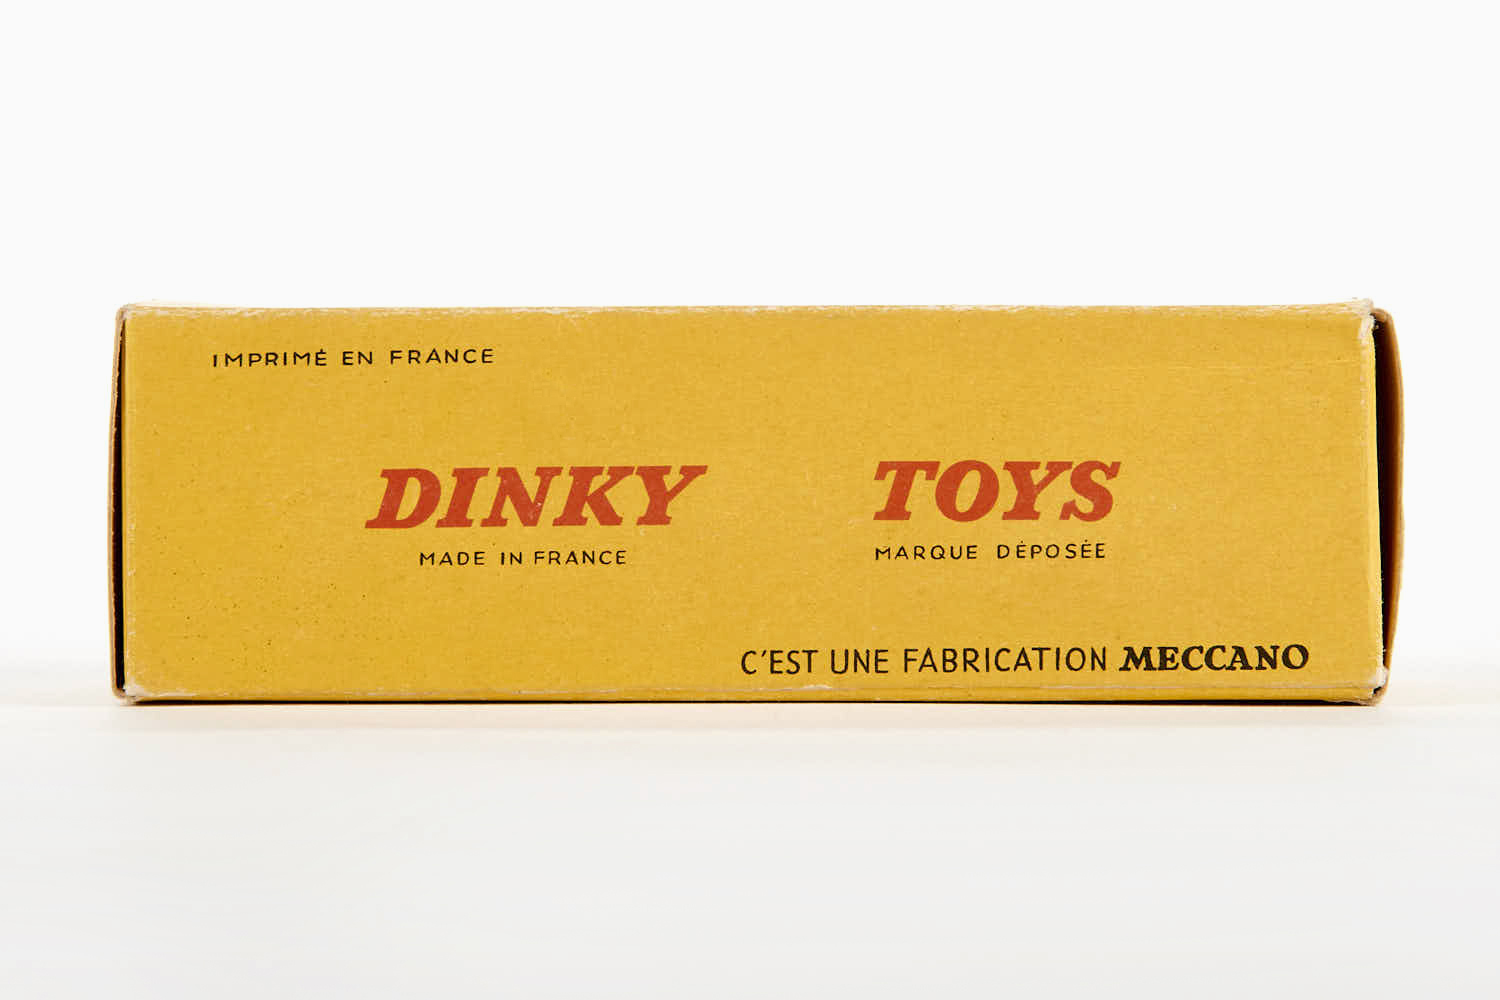 IMPRIMÉ EN FRANCE
DINKY TOYS
MADE IN FRANCE MARQUE DÉPOSÉE
C'EST UNE FABRICATION MECCANO